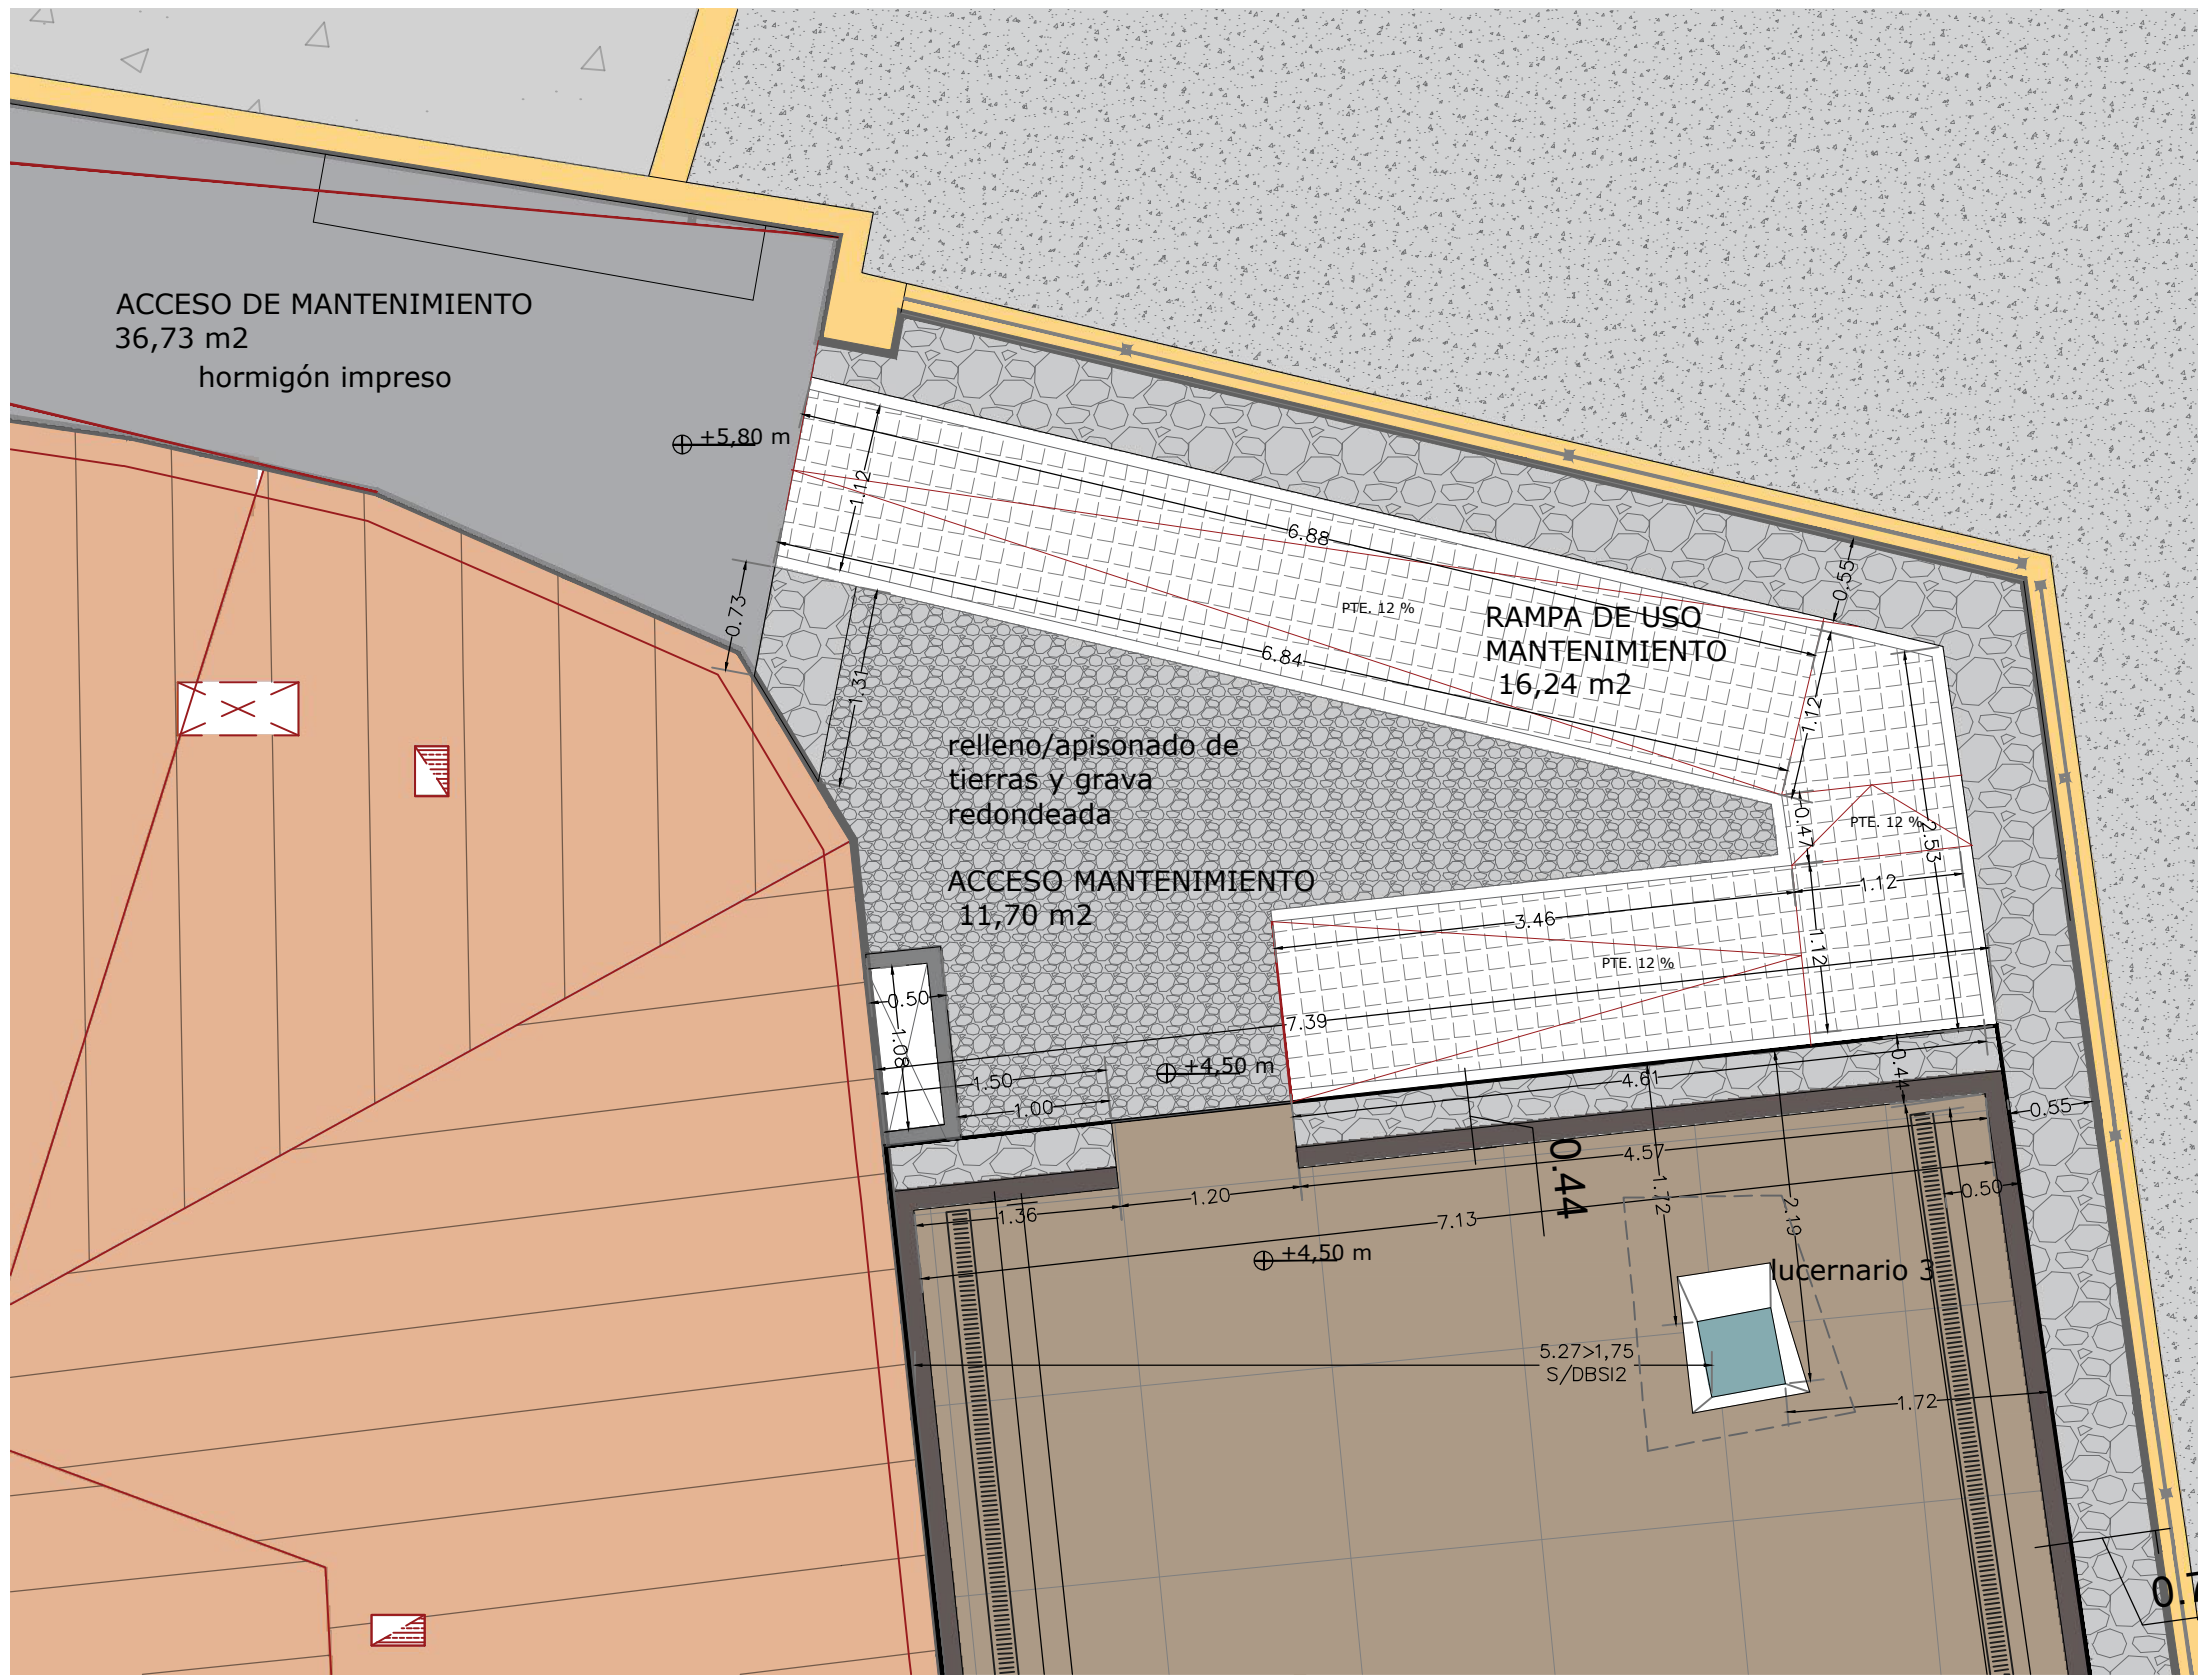 ACCESO DE MANTENIMIENTO
36,73 m2
hormigón impreso
+5,80 m
1.12
6.88
0.55
PTE. 12 %
RAMPA DE USO
MANTENIMIENTO
16,24 m2
0.73
6.84
1.31
1.12
relleno/apisonado de
tierras y grava
redondeada
0.47
PTE. 12 %
2.53
ACCESO MANTENIMIENTO
11,70 m2
1.12
3.46
1.12
PTE. 12 %
0.50
1.08
7.39
+4,50 m
1.50
4.61
0.44
1.00
0.55
0.44
4.57
1.72
0.50
1.36
1.20
7.13
2.19
+4,50 m
lucernario 3
5.27>1,75
S/DBSI2
1.72